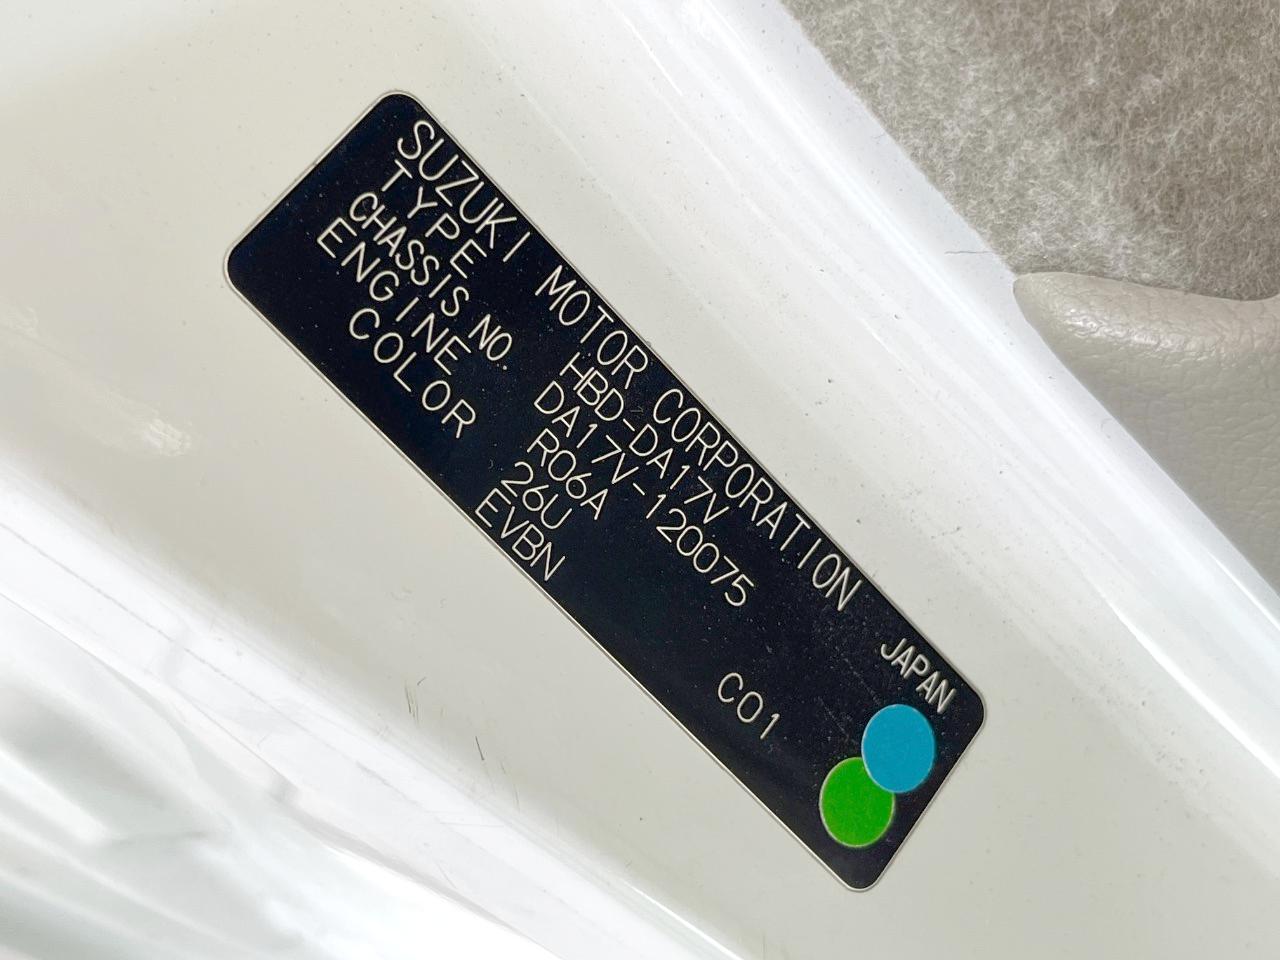 SUZUKI MOTOR CORPORATION JAPAN
TYPE HBD-DA17V
CHASSIS NO. DA17V-120075
ENGINE R06A
COLOR 26U C01
EVBN